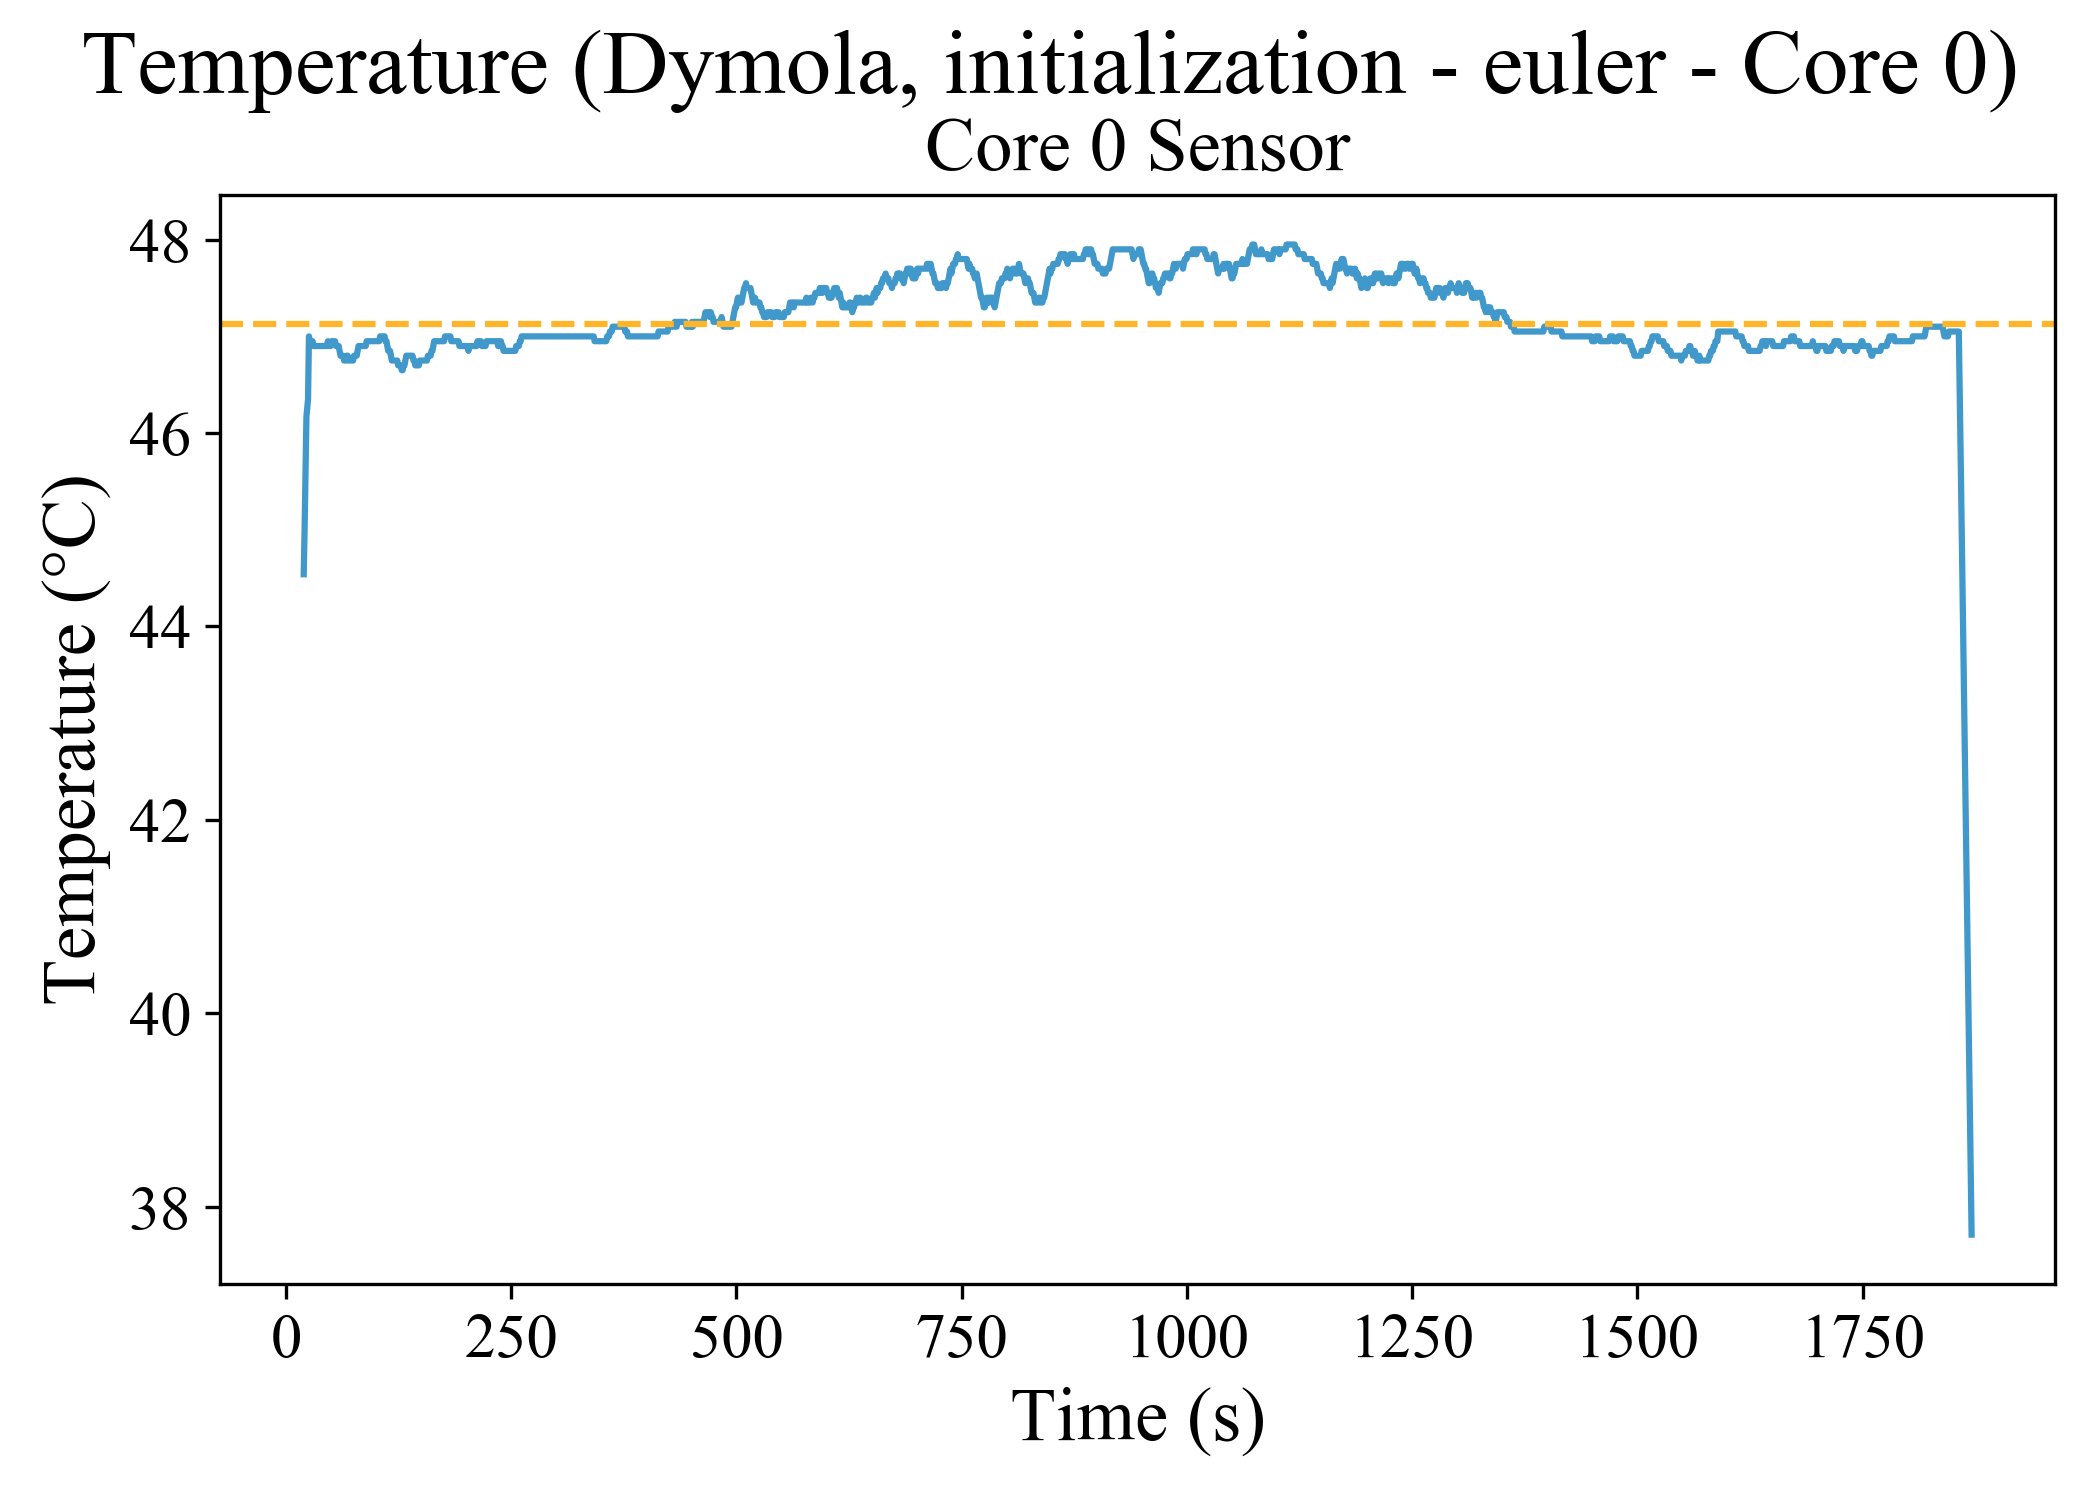 Temperature (Dymola, initialization - euler - Core 0)
Core 0 Sensor
48
46
44
42
40
38
Temperature (°C)
0 250 500 750 1000 1250 1500 1750
Time (s)